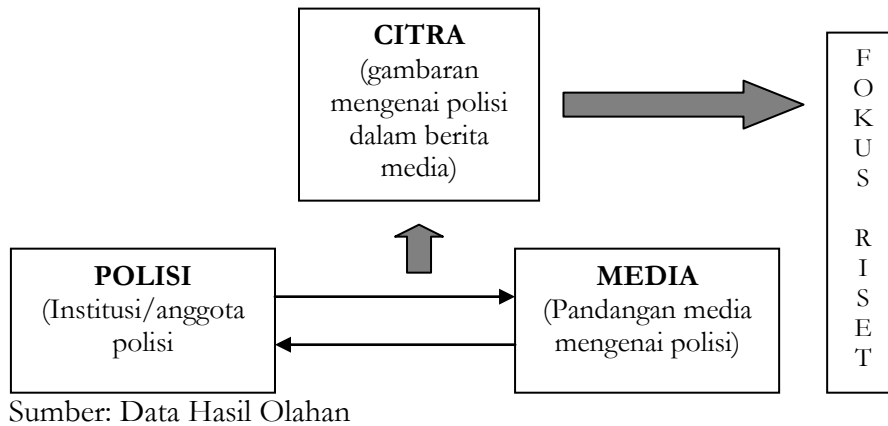 CITRA
(gambaran
mengenai polisi
dalam berita
media)
F
O
K
U
S
R
I
S
E
T
POLISI
(Institusi/anggota
polisi
MEDIA
(Pandangan media
mengenai polisi)
Sumber: Data Hasil Olahan